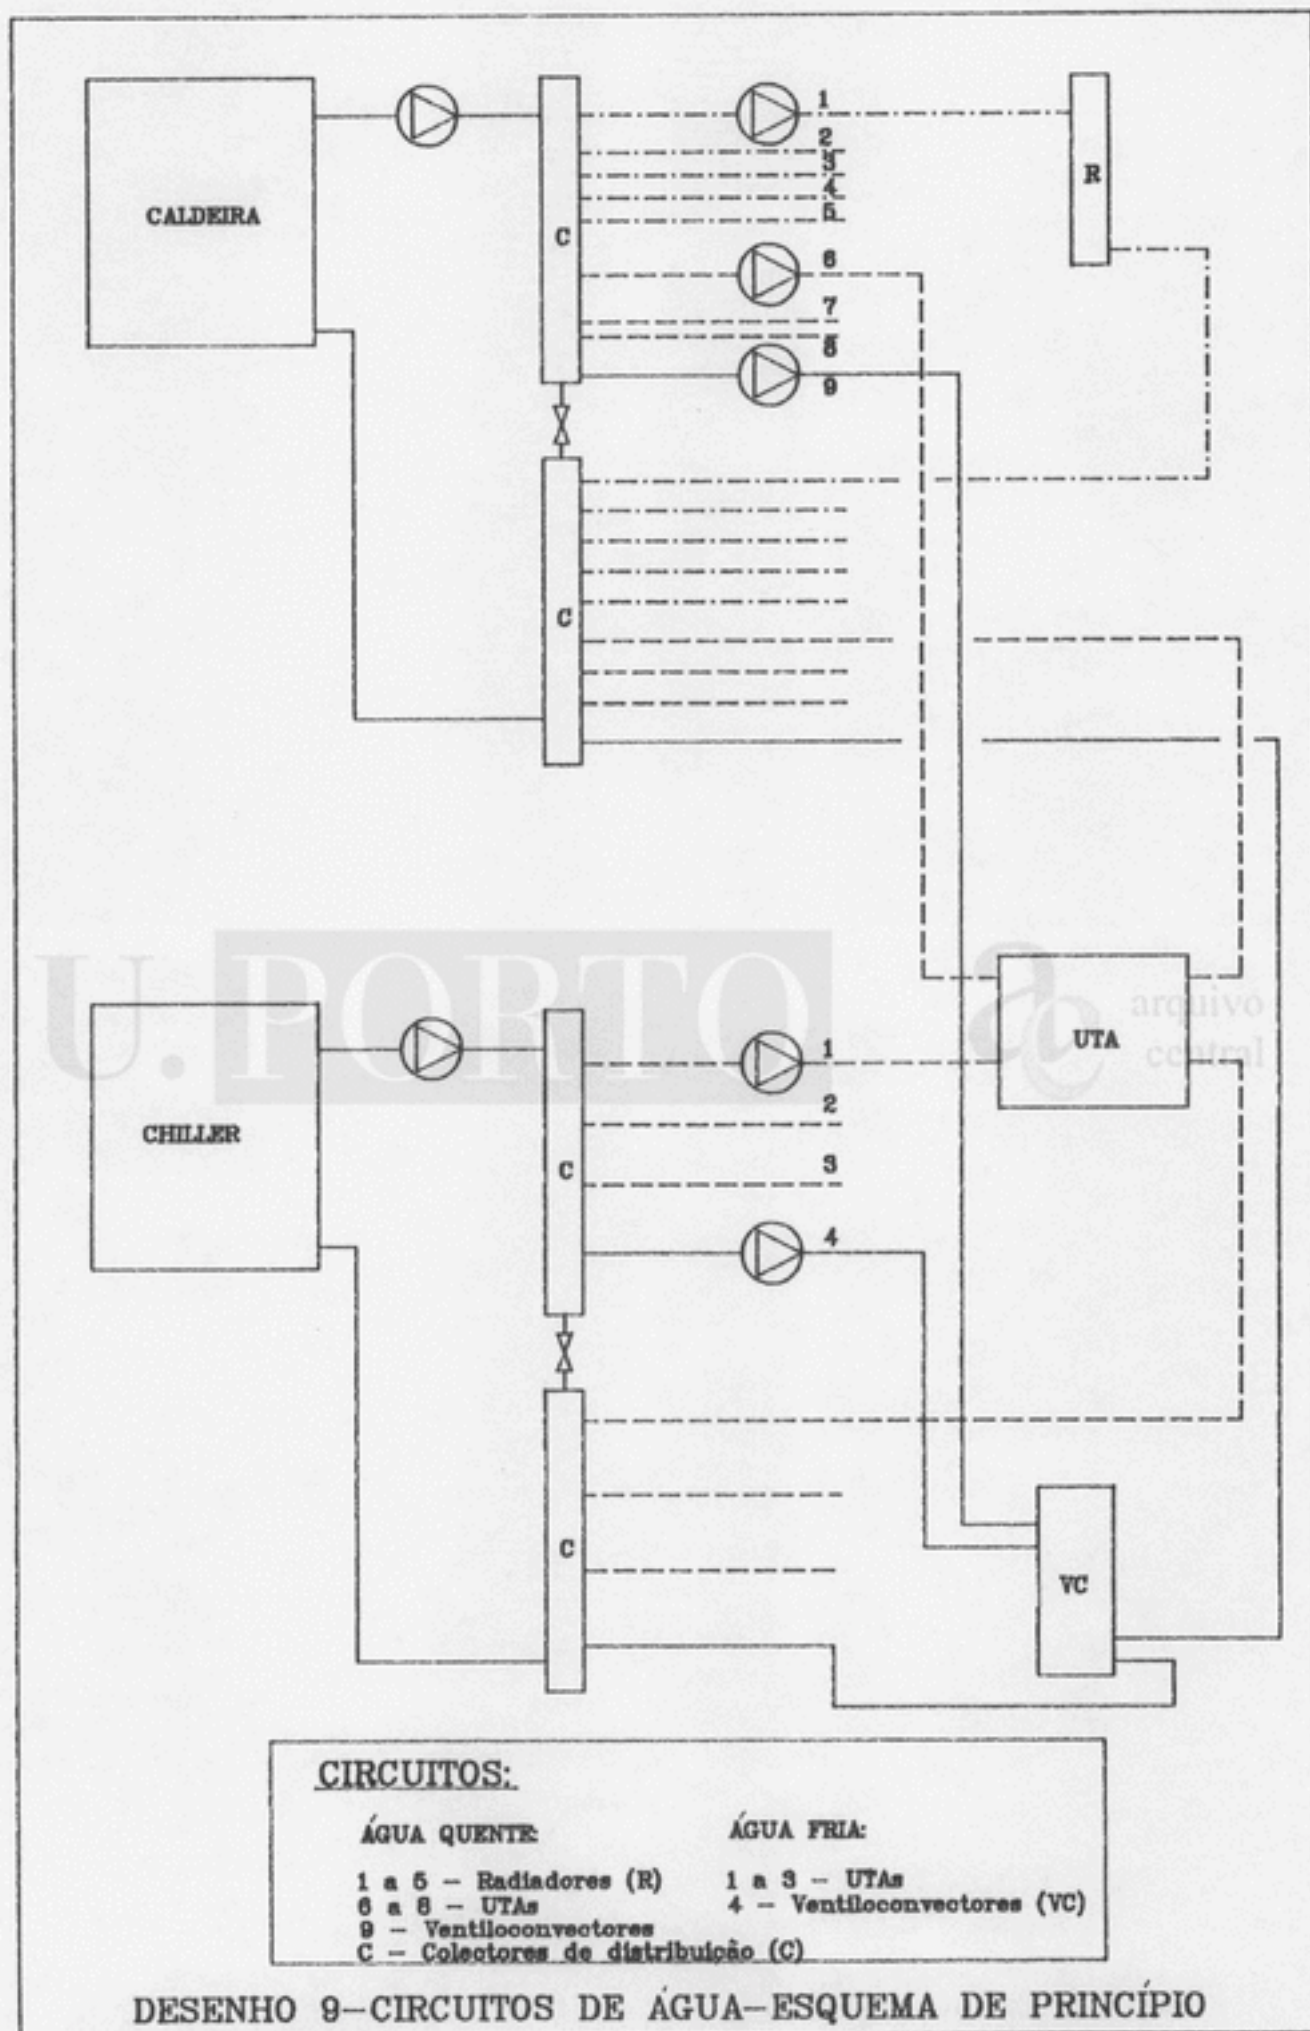 CALDEIRA
C
1
2
3
4
5
6
7
8
9
R
C
U. PORTO
arquivo
central
CHILLER
C
1
2
3
4
UTA
C
VC
CIRCUITOS:
ÁGUA QUENTE:
1 a 5 – Radiadores (R)
6 a 8 – UTAs
9 – Ventiloconvectores
C – Colectores de distribuição (C)
ÁGUA FRIA:
1 a 3 – UTAs
4 – Ventiloconvectores (VC)
DESENHO 9–CIRCUITOS DE ÁGUA–ESQUEMA DE PRINCÍPIO